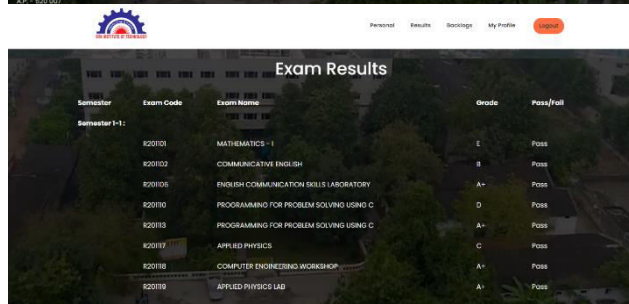 A.P. - 520 007
Personal Results Backlogs My Profile Logout
Exam Results
Semester Exam Code Exam Name Grade Pass/Fail
Semester 1-1 :
R201101 MATHEMATICS - I E Pass
R201102 COMMUNICATIVE ENGLISH B Pass
R201106 ENGLISH COMMUNICATION SKILLS LABORATORY A+ Pass
R201110 PROGRAMMING FOR PROBLEM SOLVING USING C D Pass
R201113 PROGRAMMING FOR PROBLEM SOLVING USING C A+ Pass
R201117 APPLIED PHYSICS C Pass
R201118 COMPUTER ENGINEERING WORKSHOP A+ Pass
R201119 APPLIED PHYSICS LAB A+ Pass